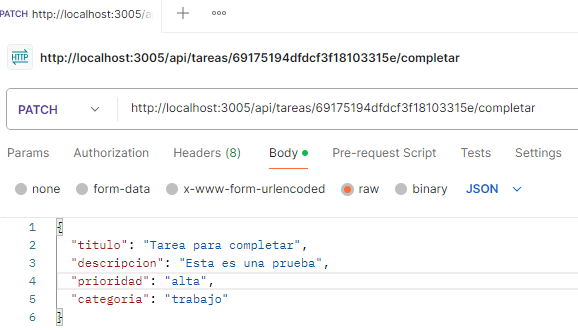 PATCH http://localhost:3005/a
HTTP http://localhost:3005/api/tareas/69175194dfdcf3f18103315e/completar
PATCH http://localhost:3005/api/tareas/69175194dfdcf3f18103315e/completar
Params Authorization Headers (8) Body Pre-request Script Tests Settings
none form-data x-www-form-urlencoded raw binary JSON
1 {
2 "titulo": "Tarea para completar",
3 "descripcion": "Esta es una prueba",
4 "prioridad": "alta",
5 "categoria": "trabajo"
6 }